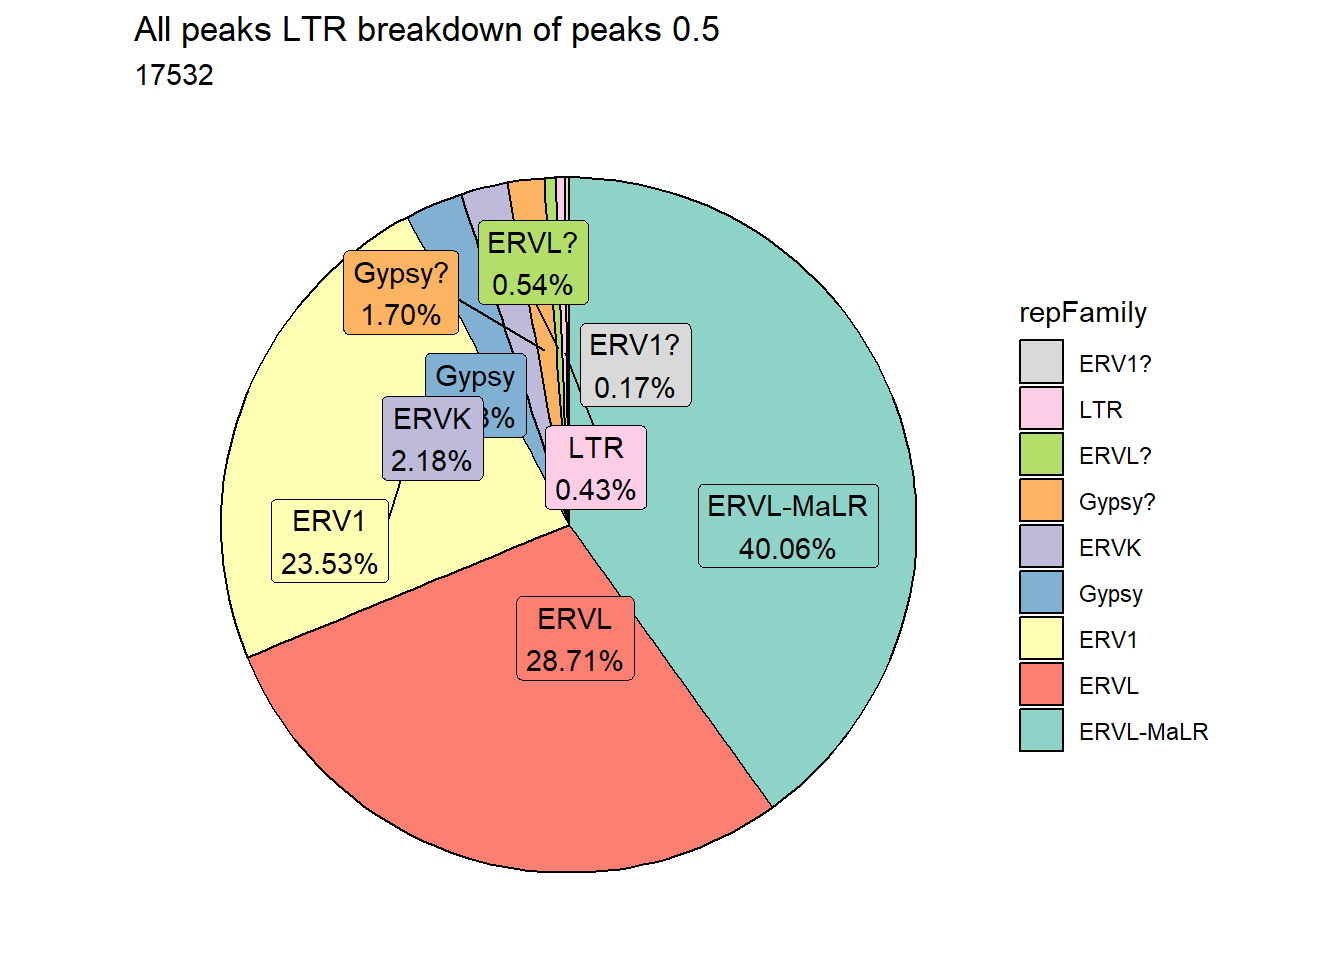 All peaks LTR breakdown of peaks 0.5
17532
ERVL?
0.54%
Gypsy?
1.70%
ERV1?
0.17%
Gypsy
3%
ERVK
2.18%
LTR
0.43%
ERV1
23.53%
ERVL-MaLR
40.06%
ERVL
28.71%
repFamily
ERV1?
LTR
ERVL?
Gypsy?
ERVK
Gypsy
ERV1
ERVL
ERVL-MaLR